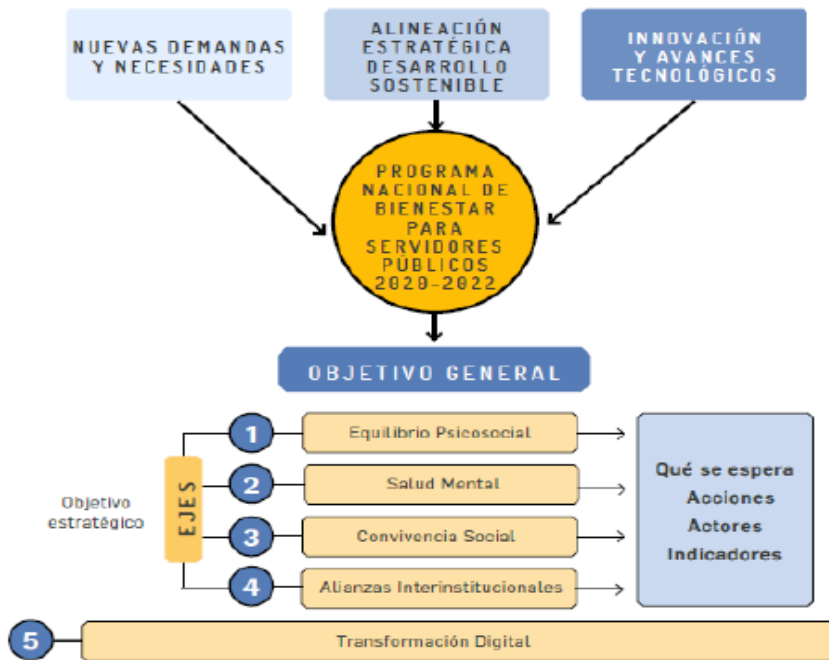 NUEVAS DEMANDAS
Y NECESIDADES
ALINEACIÓN
ESTRATÉGICA
DESARROLLO
SOSTENIBLE
INNOVACIÓN
Y AVANCES
TECNOLÓGICOS
PROGRAMA
NACIONAL DE
BIENESTAR
PARA
SERVIDORES
PÚBLICOS
2020-2022
OBJETIVO GENERAL
Objetivo
estratégico
EJES
1
Equilibrio Psicosocial
2
Salud Mental
3
Convivencia Social
4
Alianzas Interinstitucionales
Qué se espera
Acciones
Actores
Indicadores
5
Transformación Digital